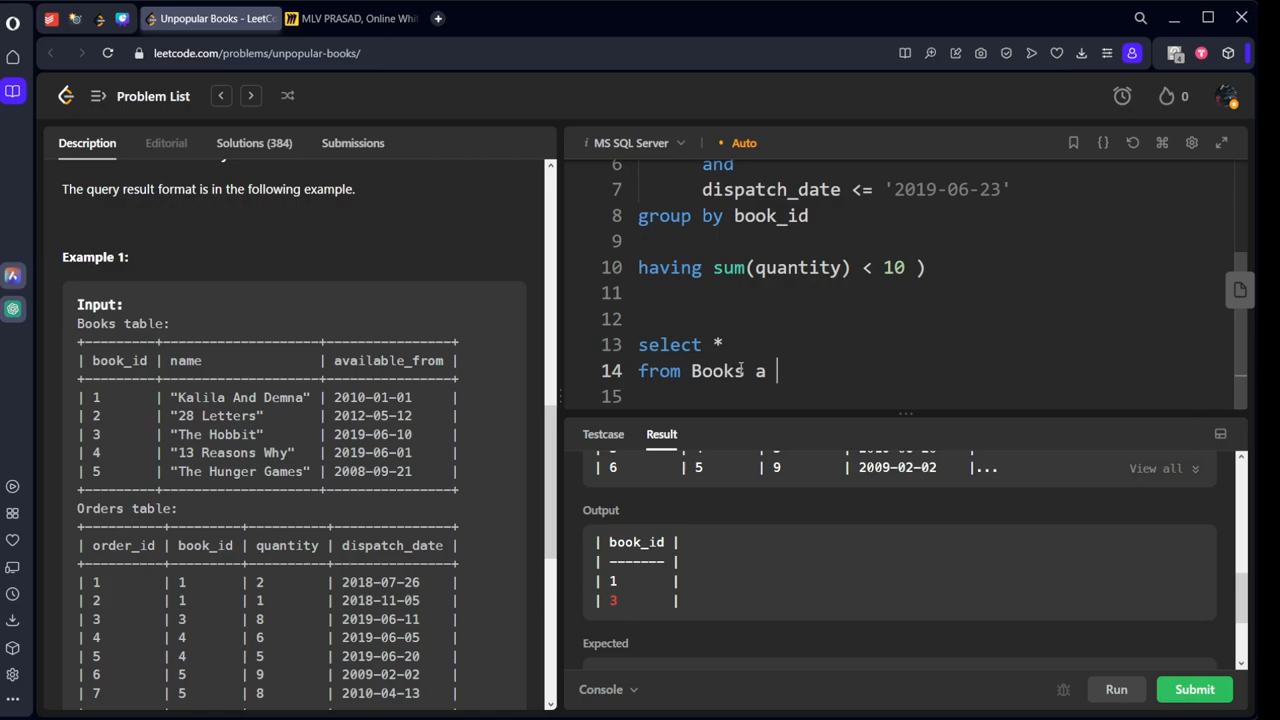 Unpopular Books - LeetC
MLV PRASAD, Online Whi
leetcode.com/problems/unpopular-books/
Problem List
0
Description
Editorial
Solutions (384)
Submissions
The query result format is in the following example.
Example 1:
Input:
Books table:
+---------+--------------------+----------------+
| book_id | name | available_from |
+---------+--------------------+----------------+
| 1 | "Kalila And Demna" | 2010-01-01 |
| 2 | "28 Letters" | 2012-05-12 |
| 3 | "The Hobbit" | 2019-06-10 |
| 4 | "13 Reasons Why" | 2019-06-01 |
| 5 | "The Hunger Games" | 2008-09-21 |
+---------+--------------------+----------------+
Orders table:
+----------+---------+----------+---------------+
| order_id | book_id | quantity | dispatch_date |
+----------+---------+----------+---------------+
| 1 | 1 | 2 | 2018-07-26 |
| 2 | 1 | 1 | 2018-11-05 |
| 3 | 3 | 8 | 2019-06-11 |
| 4 | 4 | 6 | 2019-06-05 |
| 5 | 4 | 5 | 2019-06-20 |
| 6 | 5 | 9 | 2009-02-02 |
| 7 | 5 | 8 | 2010-04-13 |
i MS SQL Server
• Auto
6 and
7 dispatch_date <= '2019-06-23'
8 group by book_id
9
10 having sum(quantity) < 10 )
11
12
13 select *
14 from Books a
15
Testcase
Result
| 6 | 5 | 9 | 2009-02-02 |...
View all
Output
| book_id |
| ------- |
| 1 |
| 3 |
Expected
Console
Run
Submit